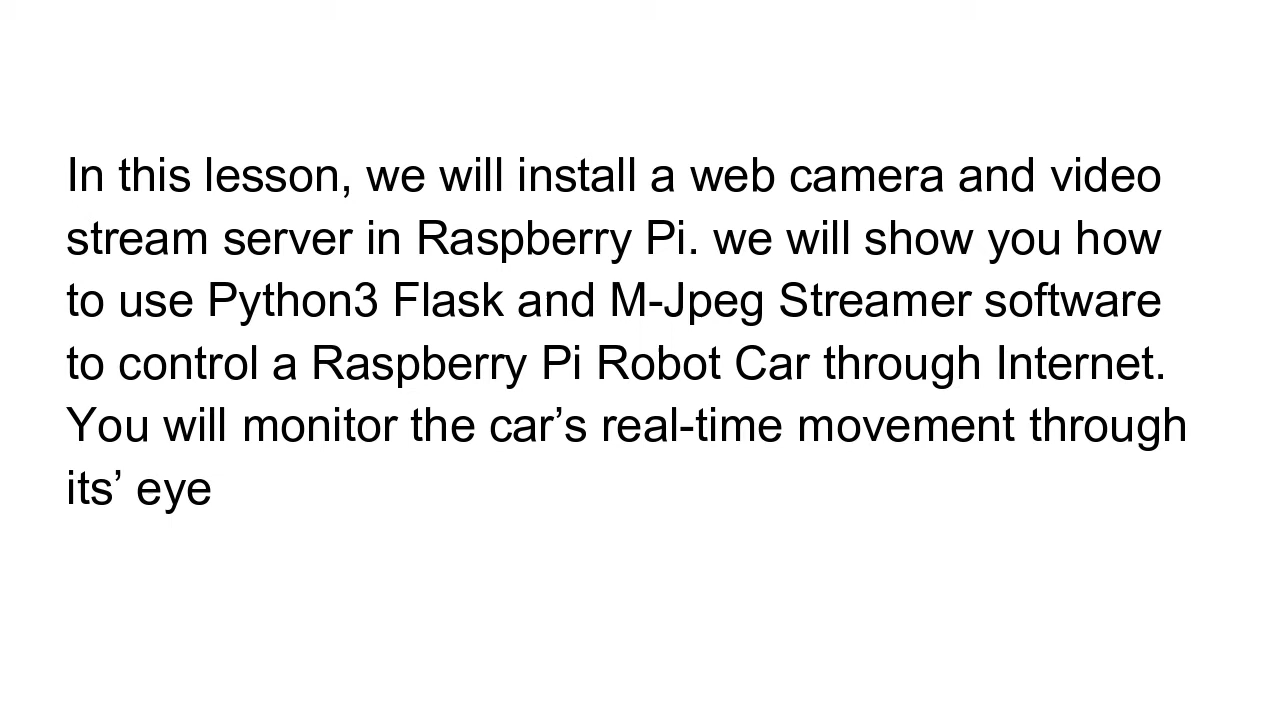 In this lesson, we will install a web camera and video
stream server in Raspberry Pi. we will show you how
to use Python3 Flask and M-Jpeg Streamer software
to control a Raspberry Pi Robot Car through Internet.
You will monitor the car’s real-time movement through
its’ eye